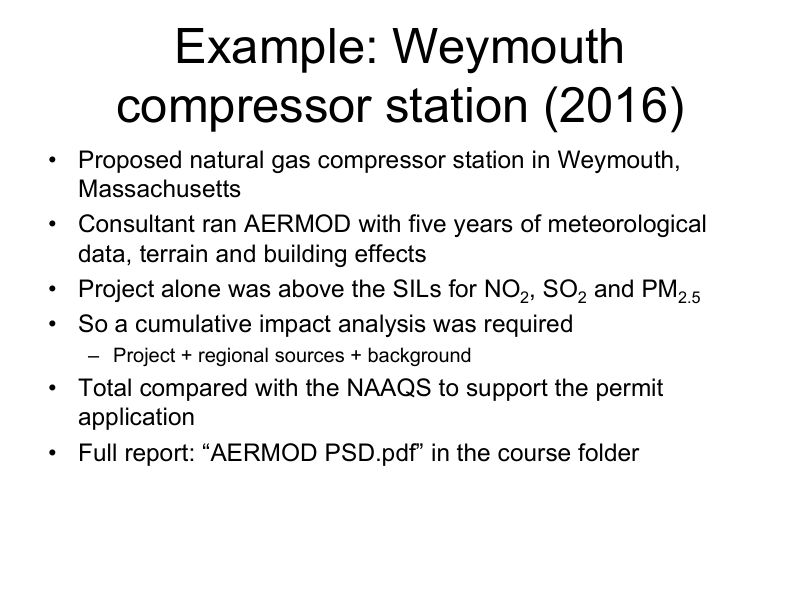 Example: Weymouth
compressor station (2016)
• Proposed natural gas compressor station in Weymouth,
Massachusetts
• Consultant ran AERMOD with five years of meteorological
data, terrain and building effects
• Project alone was above the SILs for NO₂, SO₂ and PM₂.₅
• So a cumulative impact analysis was required
– Project + regional sources + background
• Total compared with the NAAQS to support the permit
application
• Full report: “AERMOD PSD.pdf” in the course folder